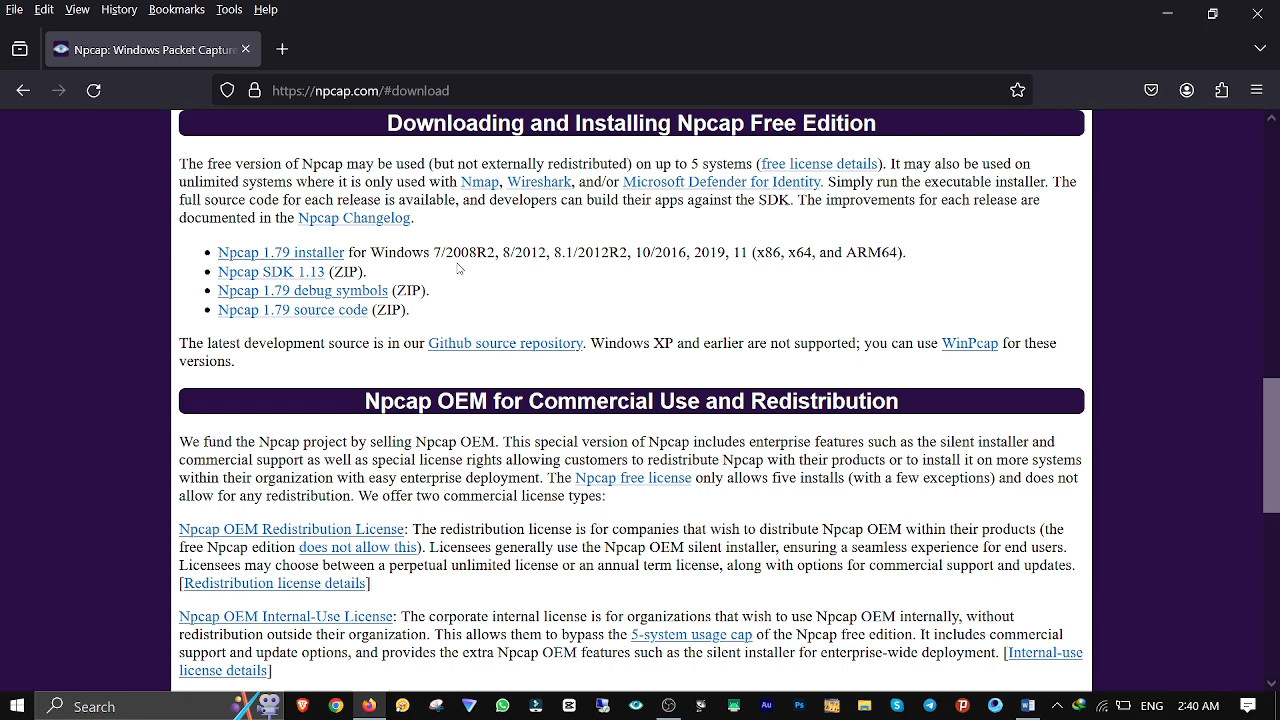 File Edit View History Bookmarks Tools Help
Npcap: Windows Packet Capture
https://npcap.com/#download
Downloading and Installing Npcap Free Edition
The free version of Npcap may be used (but not externally redistributed) on up to 5 systems (free license details). It may also be used on
unlimited systems where it is only used with Nmap, Wireshark, and/or Microsoft Defender for Identity. Simply run the executable installer. The
full source code for each release is available, and developers can build their apps against the SDK. The improvements for each release are
documented in the Npcap Changelog.
Npcap 1.79 installer for Windows 7/2008R2, 8/2012, 8.1/2012R2, 10/2016, 2019, 11 (x86, x64, and ARM64).
Npcap SDK 1.13 (ZIP).
Npcap 1.79 debug symbols (ZIP).
Npcap 1.79 source code (ZIP).
The latest development source is in our Github source repository. Windows XP and earlier are not supported; you can use WinPcap for these
versions.
Npcap OEM for Commercial Use and Redistribution
We fund the Npcap project by selling Npcap OEM. This special version of Npcap includes enterprise features such as the silent installer and
commercial support as well as special license rights allowing customers to redistribute Npcap with their products or to install it on more systems
within their organization with easy enterprise deployment. The Npcap free license only allows five installs (with a few exceptions) and does not
allow for any redistribution. We offer two commercial license types:
Npcap OEM Redistribution License: The redistribution license is for companies that wish to distribute Npcap OEM within their products (the
free Npcap edition does not allow this). Licensees generally use the Npcap OEM silent installer, ensuring a seamless experience for end users.
Licensees may choose between a perpetual unlimited license or an annual term license, along with options for commercial support and updates.
[Redistribution license details]
Npcap OEM Internal-Use License: The corporate internal license is for organizations that wish to use Npcap OEM internally, without
redistribution outside their organization. This allows them to bypass the 5-system usage cap of the Npcap free edition. It includes commercial
support and update options, and provides the extra Npcap OEM features such as the silent installer for enterprise-wide deployment. [Internal-use
license details]
Search
Au
Ps
ENG 2:40 AM